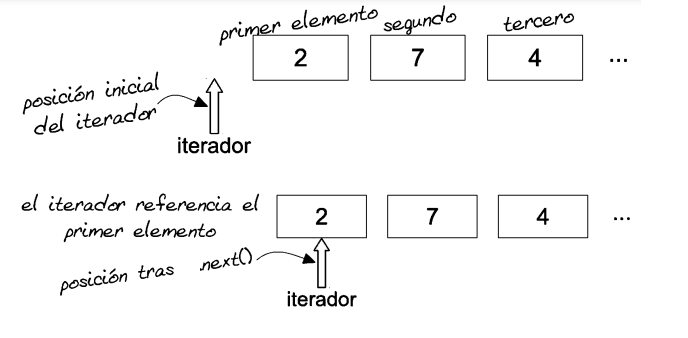 primer elemento segundo tercero
2 7 4 ...
posición inicial
del iterador
iterador
el iterador referencia el
primer elemento
2 7 4 ...
posición tras .next()
iterador